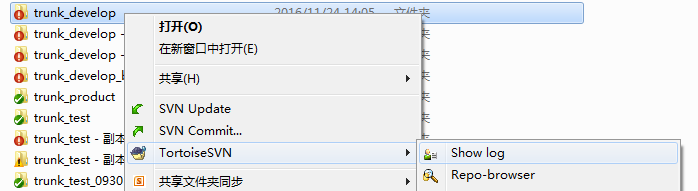 trunk_develop 2016/11/24 14:05 文件夹
trunk_develop -
trunk_develop -
trunk_develop_b
trunk_product
trunk_test
trunk_test - 副本
trunk_test - 副本
trunk_test_0930
打开(O)
在新窗口中打开(E)
共享(H)
SVN Update
SVN Commit...
TortoiseSVN
共享文件夹同步
Show log
Repo-browser